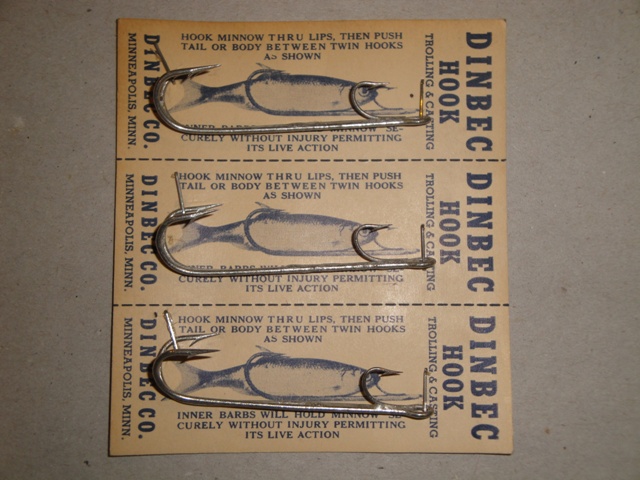 HOOK MINNOW THRU LIPS, THEN PUSH
TAIL OR BODY BETWEEN TWIN HOOKS
AS SHOWN
INNER BARBS MINNOW SE-
CURELY WITHOUT INJURY PERMITTING
ITS LIVE ACTION
DINBEC CO.
MINNEAPOLIS, MINN.
DINBEC
HOOK
TROLLING & CASTING
HOOK MINNOW THRU LIPS, THEN PUSH
TAIL OR BODY BETWEEN TWIN HOOKS
AS SHOWN
INNER BARBS
CURELY WITHOUT INJURY PERMITTING
ITS LIVE ACTION
DINBEC CO.
MINNEAPOLIS, MINN.
DINBEC
HOOK
TROLLING & CASTING
HOOK MINNOW THRU LIPS, THEN PUSH
TAIL OR BODY BETWEEN TWIN HOOKS
AS SHOWN
INNER BARBS WILL HOLD MINNOW
CURELY WITHOUT INJURY PERMITTING
ITS LIVE ACTION
DINBEC CO.
MINNEAPOLIS, MINN.
DINBEC
HOOK
TROLLING & CASTING